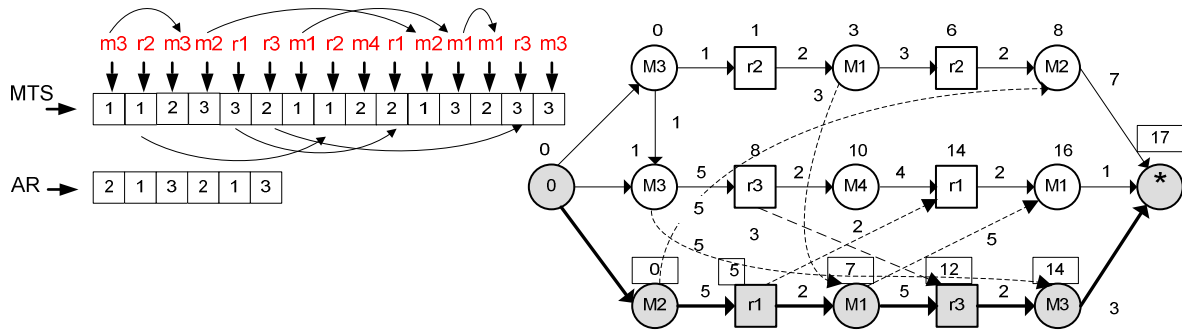 m3 r2 m3 m2 r1 r3 m1 r2 m4 r1 m2 m1 m1 r3 m3
MTS 1 1 2 3 3 2 1 1 2 2 1 3 2 3 3
AR 2 1 3 2 1 3
0 1 3 6 8
M3 1 r2 2 M1 3 r2 2 M2 7
3
1
0 1 8 10 14 16 17
0 M3 5 r3 2 M4 4 r1 2 M1 1 *
5 3 2 5
5
0 5 7 12 14
M2 5 r1 2 M1 5 r3 2 M3 3